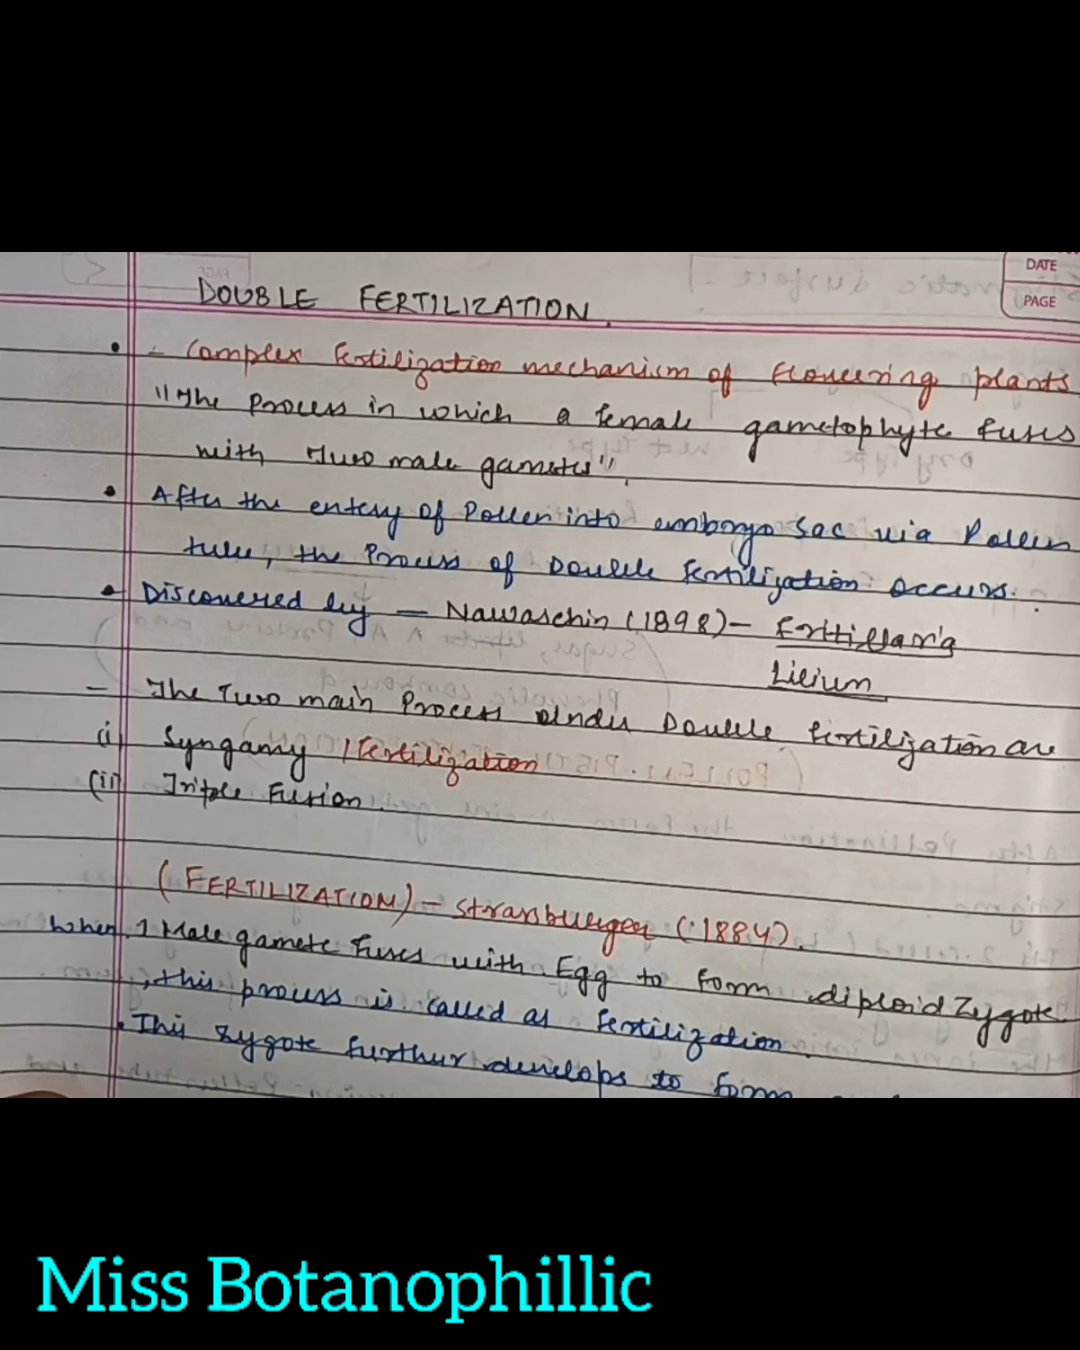 DATE
PAGE
DOUBLE FERTILIZATION.
• - Complex fertilization mechanism of flowering plants
"The Process in which a female gametophyte fuses
with Two male gametes".
• After the entery of Pollen into embryo sac via Pollen
tube, the Process of Double fertilization occurs.
• Discovered by — Nawaschin (1898) - Fritillaria
Lilium
- The Two main Process Under Double fertilization are
(i) Syngamy / Fertilization
(ii) Triple Fusion.
(FERTILIZATION) - Strasburger (1884).
When 1 Male gamete fuses with Egg to form diploid Zygote
, this process is called as fertilization.
• This zygote further develops to form
Miss Botanophillic